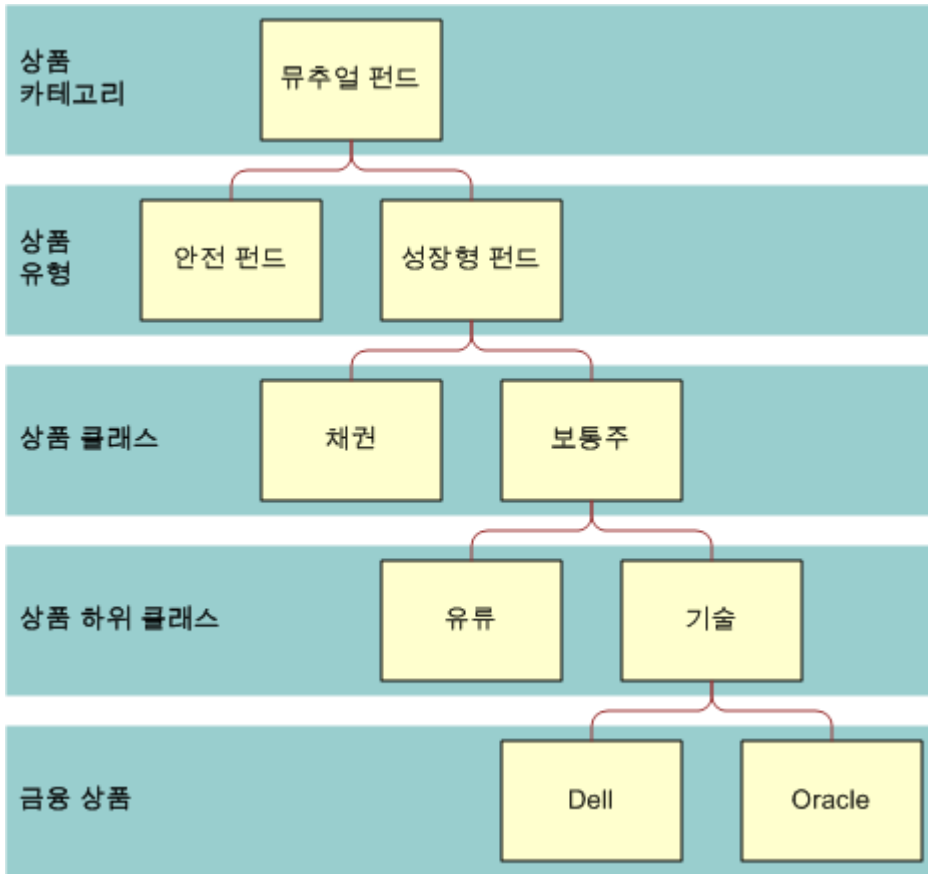 상품
카테고리
뮤추얼 펀드
상품
유형
안전 펀드
성장형 펀드
상품 클래스
채권
보통주
상품 하위 클래스
유류
기술
금융 상품
Dell
Oracle